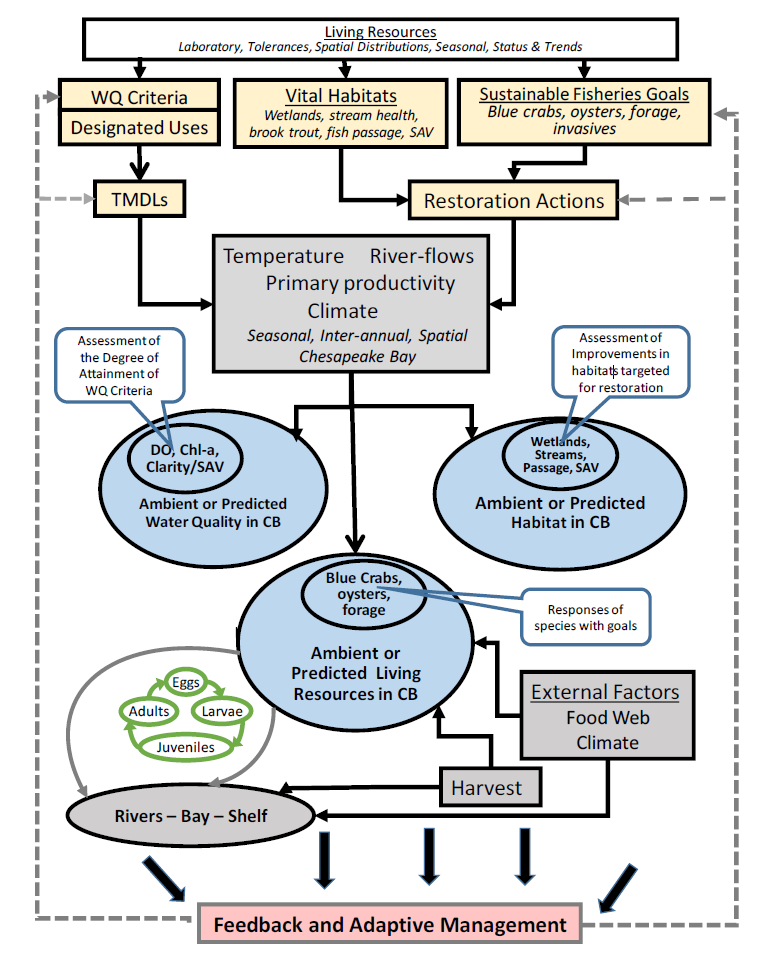 Living Resources
Laboratory, Tolerances, Spatial Distributions, Seasonal, Status & Trends
WQ Criteria
Designated Uses
Vital Habitats
Wetlands, stream health,
brook trout, fish passage, SAV
Sustainable Fisheries Goals
Blue crabs, oysters, forage,
invasives
TMDLs
Restoration Actions
Temperature River-flows
Primary productivity
Climate
Seasonal, Inter-annual, Spatial
Chesapeake Bay
Assessment of
the Degree of
Attainment of
WQ Criteria
Assessment of
Improvements in
habitats targeted
for restoration
DO, Chl-a,
Clarity/SAV
Ambient or Predicted
Water Quality in CB
Wetlands,
Streams,
Passage, SAV
Ambient or Predicted
Habitat in CB
Blue Crabs,
oysters,
forage
Ambient or
Predicted Living
Resources in CB
Responses of
species with goals
Eggs
Adults
Larvae
Juveniles
External Factors
Food Web
Climate
Harvest
Rivers – Bay – Shelf
Feedback and Adaptive Management